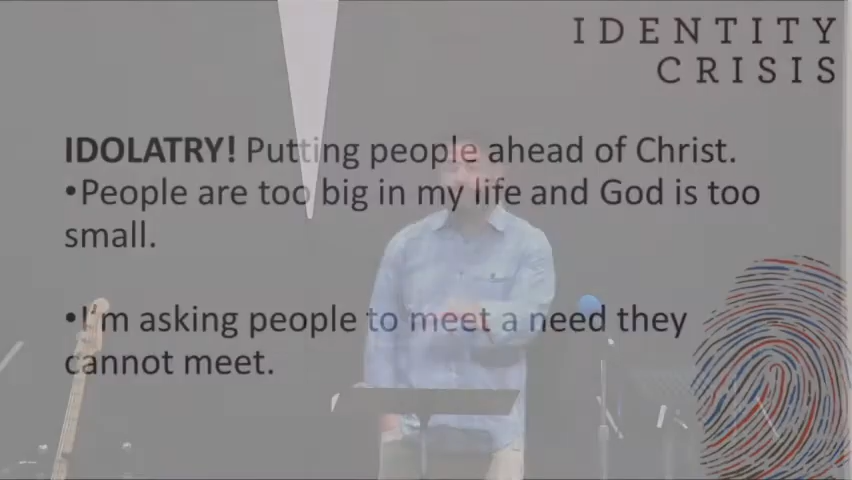 IDENTITY
CRISIS
IDOLATRY! Putting people ahead of Christ.
•People are too big in my life and God is too
small.
•I'm asking people to meet a need they
cannot meet.